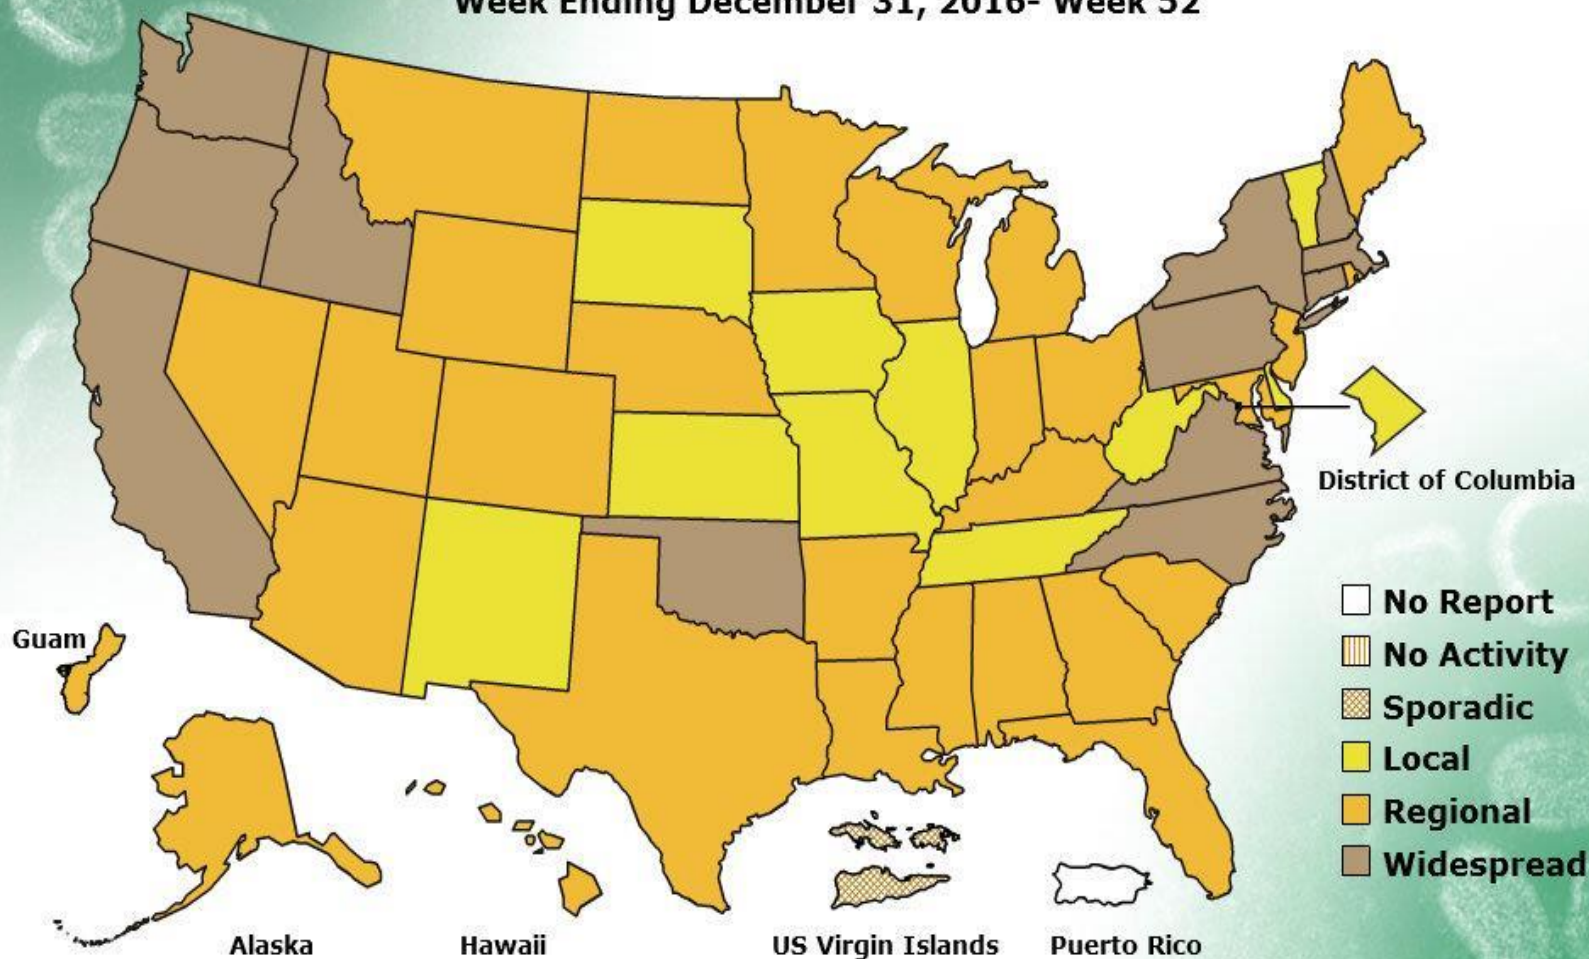 Week Ending December 31, 2016- Week 52
District of Columbia
Guam
No Report
No Activity
Sporadic
Local
Regional
Widespread
Alaska
Hawaii
US Virgin Islands
Puerto Rico